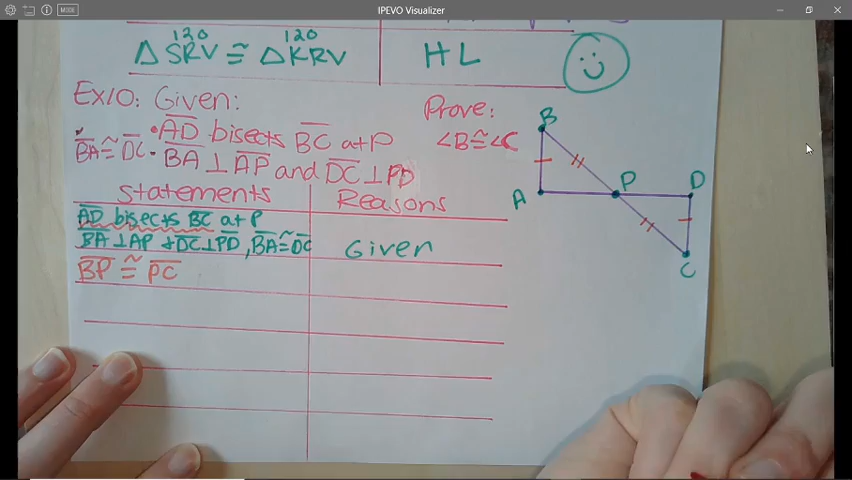 IPEVO Visualizer
MODE
120 120
△SRV ≅ △KRV HL
EX10: Given: Prove:
• AD bisects BC at P ∠B≅∠C
BA≅DC • BA ⊥ AP and DC ⊥ PD
Statements Reasons
AD bisects BC at P
BA⊥AP + DC⊥PD, BA≅DC Given
BP ≅ PC
B
A P D
C